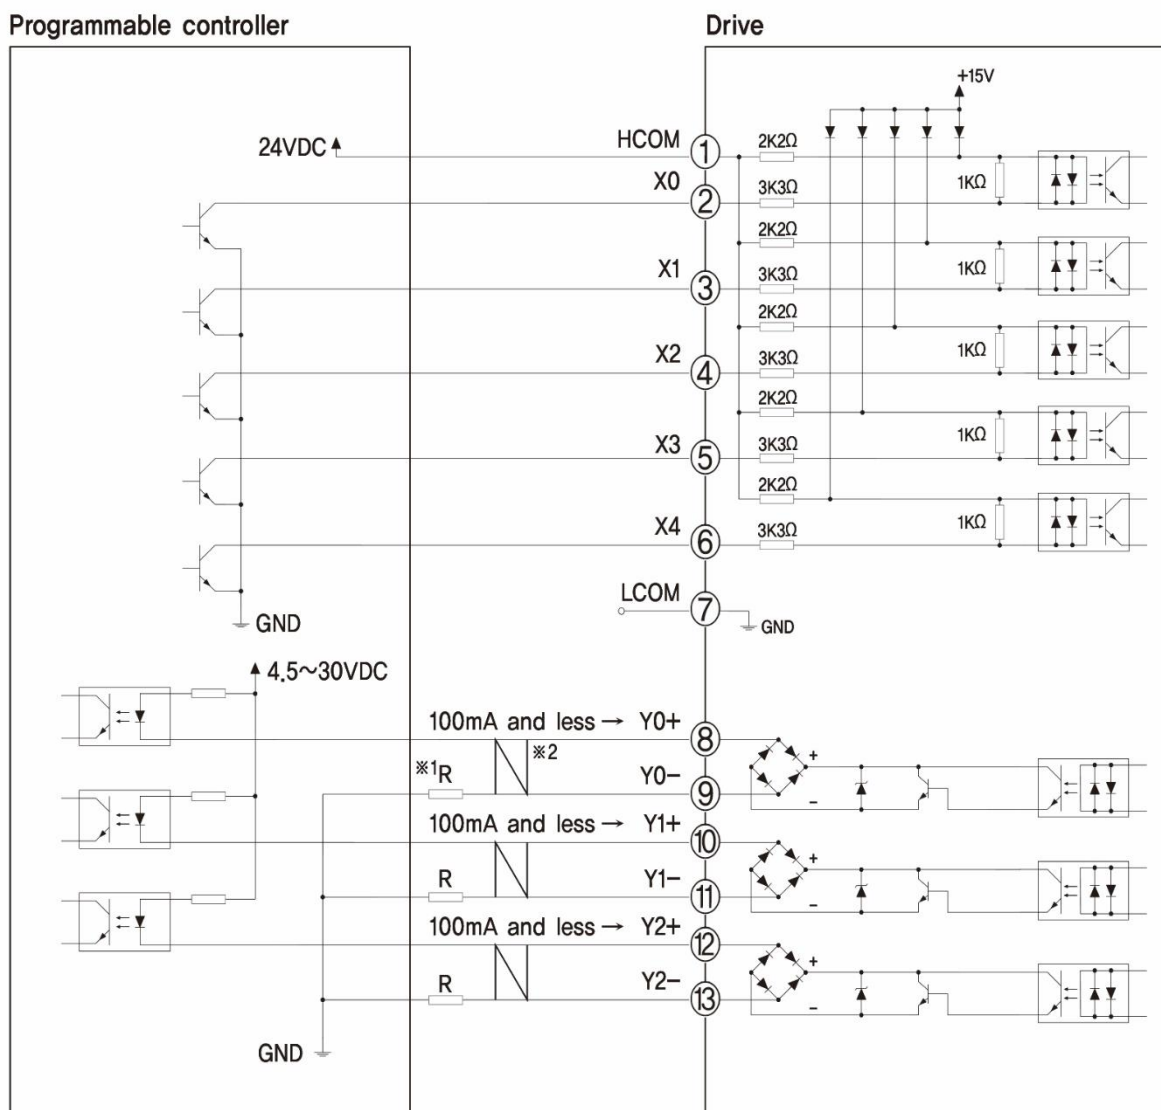 Programmable controller
Drive
+15V
24VDC
HCOM
1
2K2Ω
1KΩ
X0
2
3K3Ω
2K2Ω
1KΩ
X1
3
3K3Ω
2K2Ω
1KΩ
X2
4
3K3Ω
2K2Ω
1KΩ
X3
5
3K3Ω
2K2Ω
1KΩ
X4
6
3K3Ω
LCOM
7
GND
GND
4.5~30VDC
100mA and less → Y0+
8
※2
+
※1 R
Y0-
9
-
100mA and less → Y1+
10
+
R
Y1-
11
-
100mA and less → Y2+
12
+
R
Y2-
13
-
GND